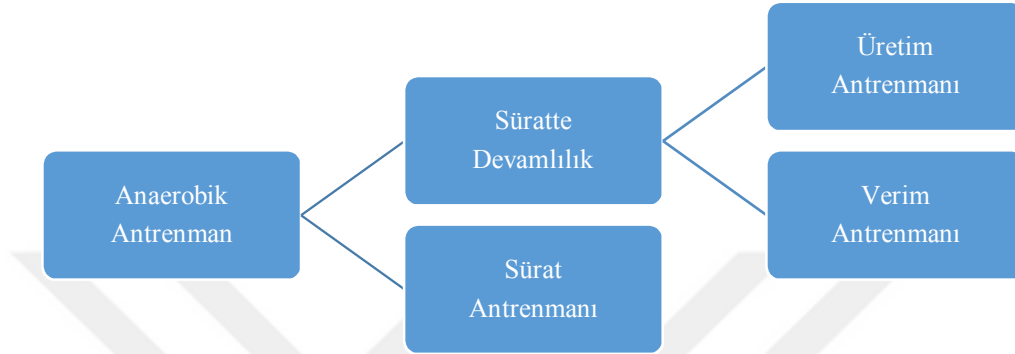 Anaerobik
Antrenman
Süratte
Devamlılık
Sürat
Antrenmanı
Üretim
Antrenmanı
Verim
Antrenmanı